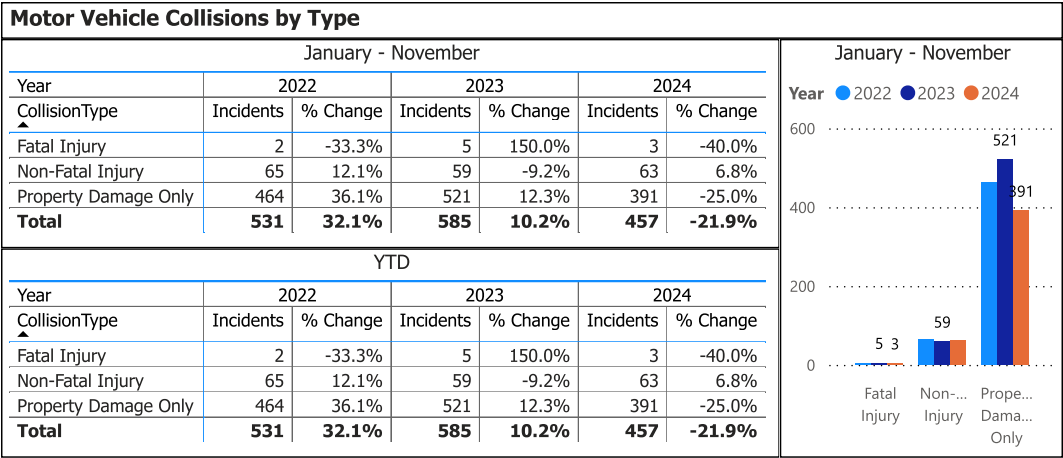 Motor Vehicle Collisions by Type
January - November
Year 2022 2023 2024
CollisionType Incidents % Change Incidents % Change Incidents % Change
Fatal Injury 2 -33.3% 5 150.0% 3 -40.0%
Non-Fatal Injury 65 12.1% 59 -9.2% 63 6.8%
Property Damage Only 464 36.1% 521 12.3% 391 -25.0%
Total 531 32.1% 585 10.2% 457 -21.9%
YTD
Year 2022 2023 2024
CollisionType Incidents % Change Incidents % Change Incidents % Change
Fatal Injury 2 -33.3% 5 150.0% 3 -40.0%
Non-Fatal Injury 65 12.1% 59 -9.2% 63 6.8%
Property Damage Only 464 36.1% 521 12.3% 391 -25.0%
Total 531 32.1% 585 10.2% 457 -21.9%
January - November
Year 2022 2023 2024
600
521
391
400
200
59
5 3
0
Fatal Non-... Prope...
Injury Injury Dama...
Only